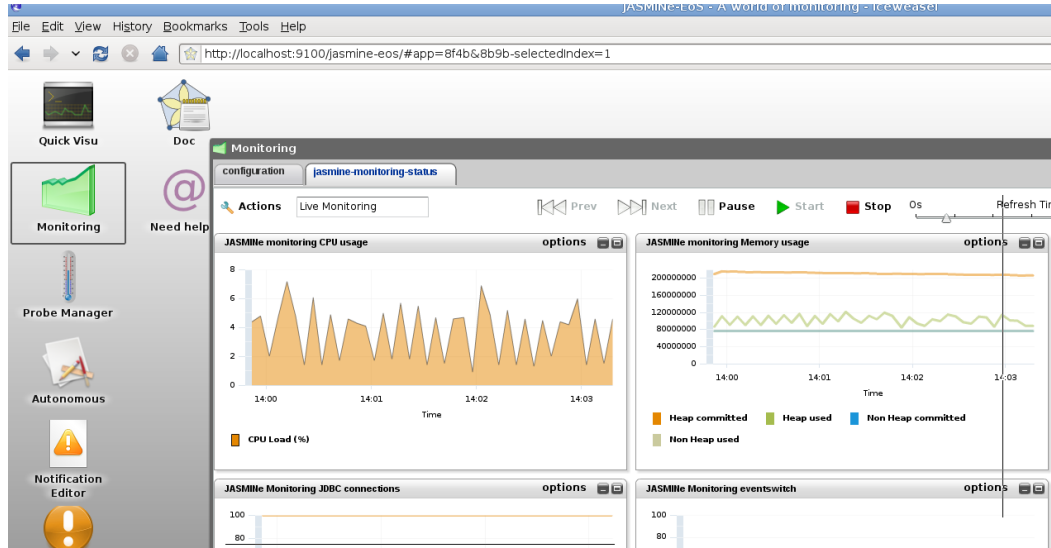 JASMINe-EoS - A world of monitoring - Iceweasel
File Edit View History Bookmarks Tools Help
http://localhost:9100/jasmine-eos/#app=8f4b&8b9b-selectedIndex=1
Quick Visu
Doc
Monitoring
Need help
Probe Manager
Autonomous
Notification
Editor
Monitoring
configuration jasmine-monitoring-status
Actions Live Monitoring Prev Next Pause Start Stop 0s Refresh Tim
JASMINe monitoring CPU usage options
8
6
4
2
0
14:00 14:01 14:02 14:03
Time
CPU Load (%)
JASMINe monitoring Memory usage options
200000000
160000000
120000000
80000000
40000000
0
14:00 14:01 14:02 14:03
Time
Heap committed Heap used Non Heap committed
Non Heap used
JASMINe Monitoring JDBC connections options
100
80
JASMINe Monitoring eventswitch options
100
80